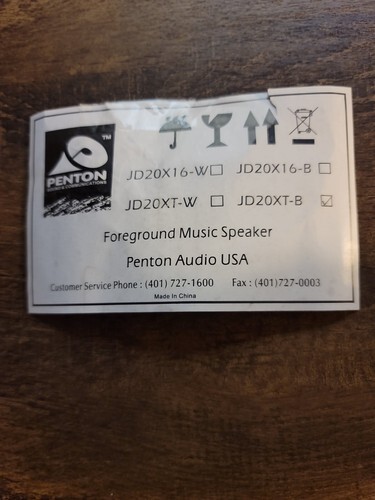 TM
PENTON
JD20X16-W☐ JD20X16-B ☐
JD20XT-W ☐ JD20XT-B ☑
Foreground Music Speaker
Penton Audio USA
Customer Service Phone : (401) 727-1600 Fax : (401)727-0003
Made In China